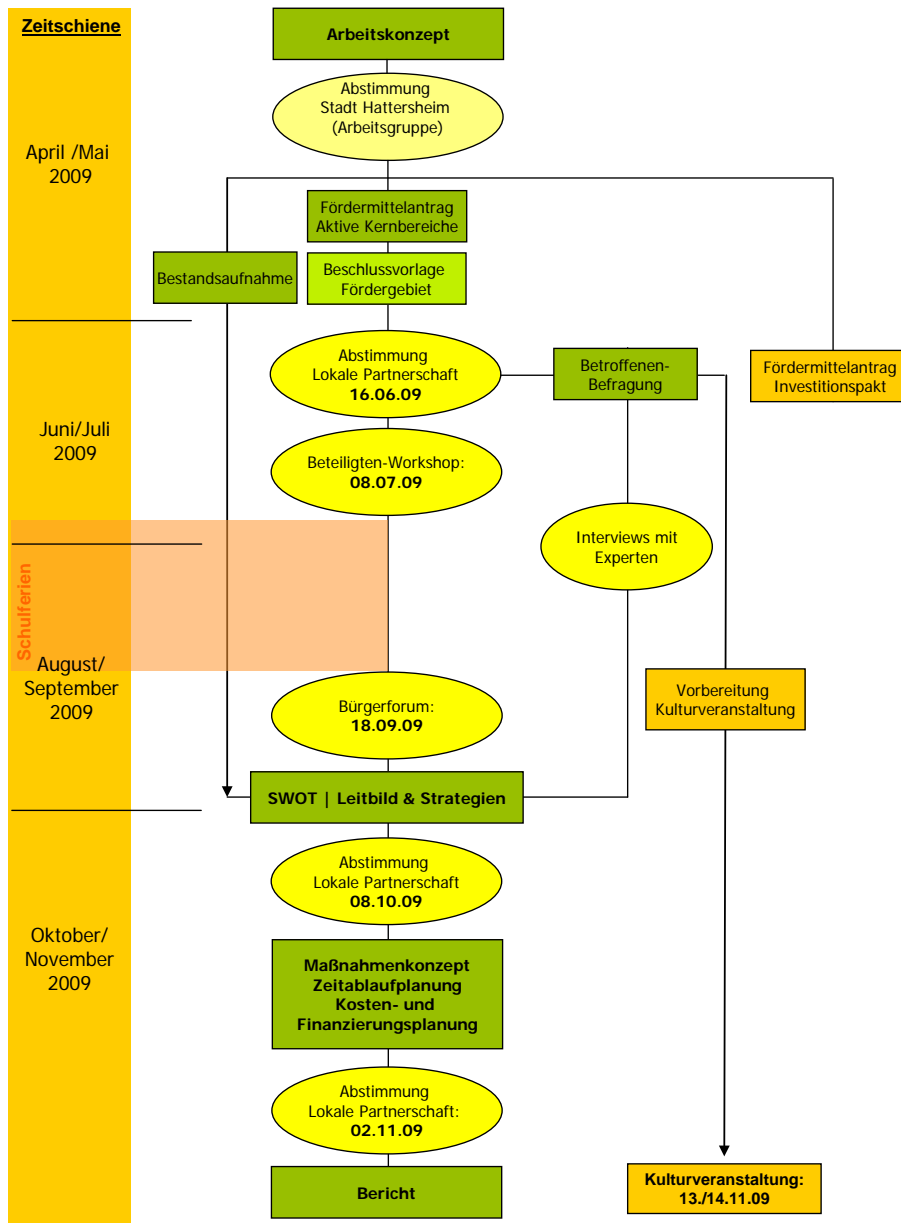 Zeitschiene
Arbeitskonzept
Abstimmung
Stadt Hattersheim
(Arbeitsgruppe)
April /Mai
2009
Fördermittelantrag
Aktive Kernbereiche
Bestandsaufnahme
Beschlussvorlage
Fördergebiet
Abstimmung
Lokale Partnerschaft
16.06.09
Betroffenen-
Befragung
Fördermittelantrag
Investitionspakt
Juni/Juli
2009
Beteiligten-Workshop:
08.07.09
Interviews mit
Experten
Schulferien
August/
September
2009
Bürgerforum:
18.09.09
Vorbereitung
Kulturveranstaltung
SWOT | Leitbild & Strategien
Abstimmung
Lokale Partnerschaft
08.10.09
Oktober/
November
2009
Maßnahmenkonzept
Zeitablaufplanung
Kosten- und
Finanzierungsplanung
Abstimmung
Lokale Partnerschaft:
02.11.09
Bericht
Kulturveranstaltung:
13./14.11.09